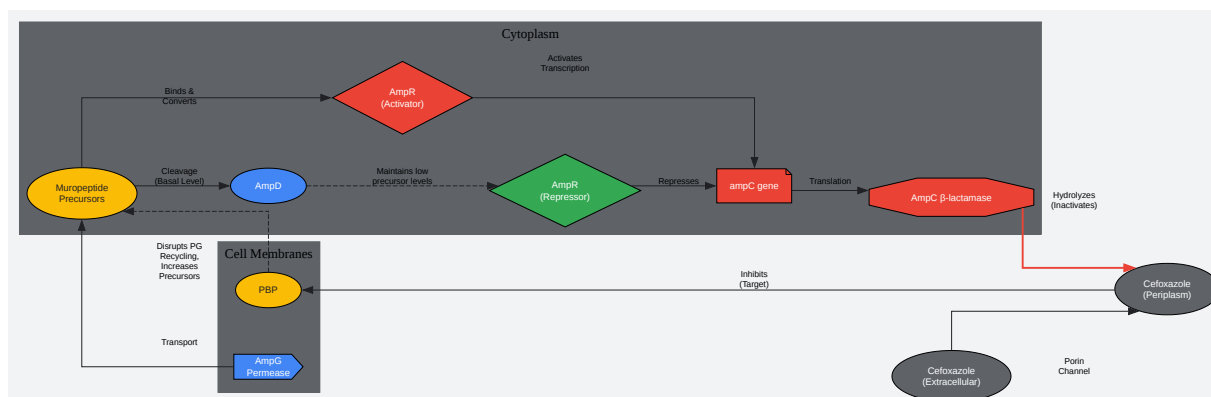 Cytoplasm
Activates
Transcription
Binds &
Converts
AmpR
(Activator)
Muropeptide
Precursors
Cleavage
(Basal Level)
AmpD
Maintains low
precursor levels
AmpR
(Repressor)
Represses
ampC gene
Translation
AmpC β-lactamase
Hydrolyzes
(Inactivates)
Disrupts PG
Recycling,
Increases
Precursors
Cell Membranes
PBP
Inhibits
(Target)
Cefoxazole
(Periplasm)
Transport
AmpG
Permease
Cefoxazole
(Extracellular)
Porin
Channel